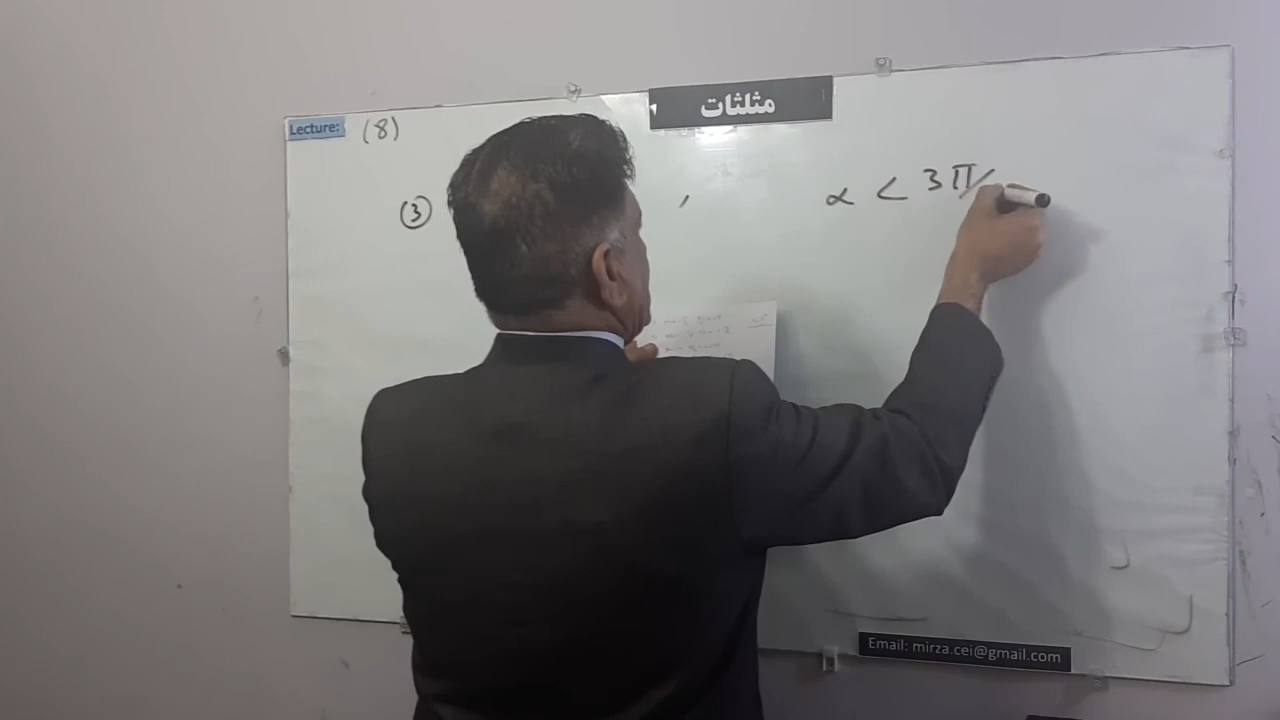 مثلثات
Lecture: (8)
③ , α < 3π/
Email: mirza.cei@gmail.com